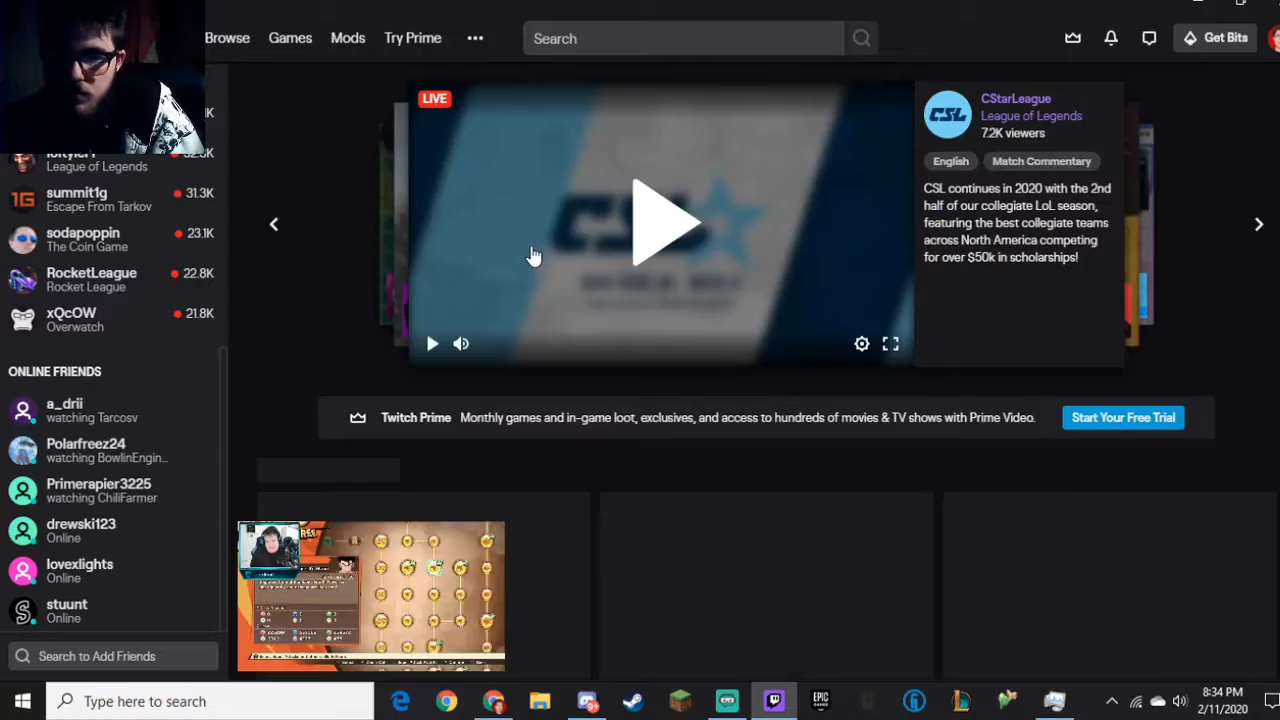 Browse
Games
Mods
Try Prime
Search
Get Bits
League of Legends
summit1g
31.3K
Escape From Tarkov
sodapoppin
23.1K
The Coin Game
RocketLeague
22.8K
Rocket League
xQcOW
21.8K
Overwatch
ONLINE FRIENDS
a_drii
watching Tarcosv
Polarfreez24
watching BowlinEngin...
Primerapier3225
watching ChiliFarmer
drewski123
Online
lovexlights
Online
stuunt
Online
Search to Add Friends
LIVE
CSL
CSL
CStarLeague
League of Legends
7.2K viewers
English
Match Commentary
CSL continues in 2020 with the 2nd
half of our collegiate LoL season,
featuring the best collegiate teams
across North America competing
for over $50k in scholarships!
Twitch Prime
Monthly games and in-game loot, exclusives, and access to hundreds of movies & TV shows with Prime Video.
Start Your Free Trial
Type here to search
EPIC
GAMES
8:34 PM
2/11/2020